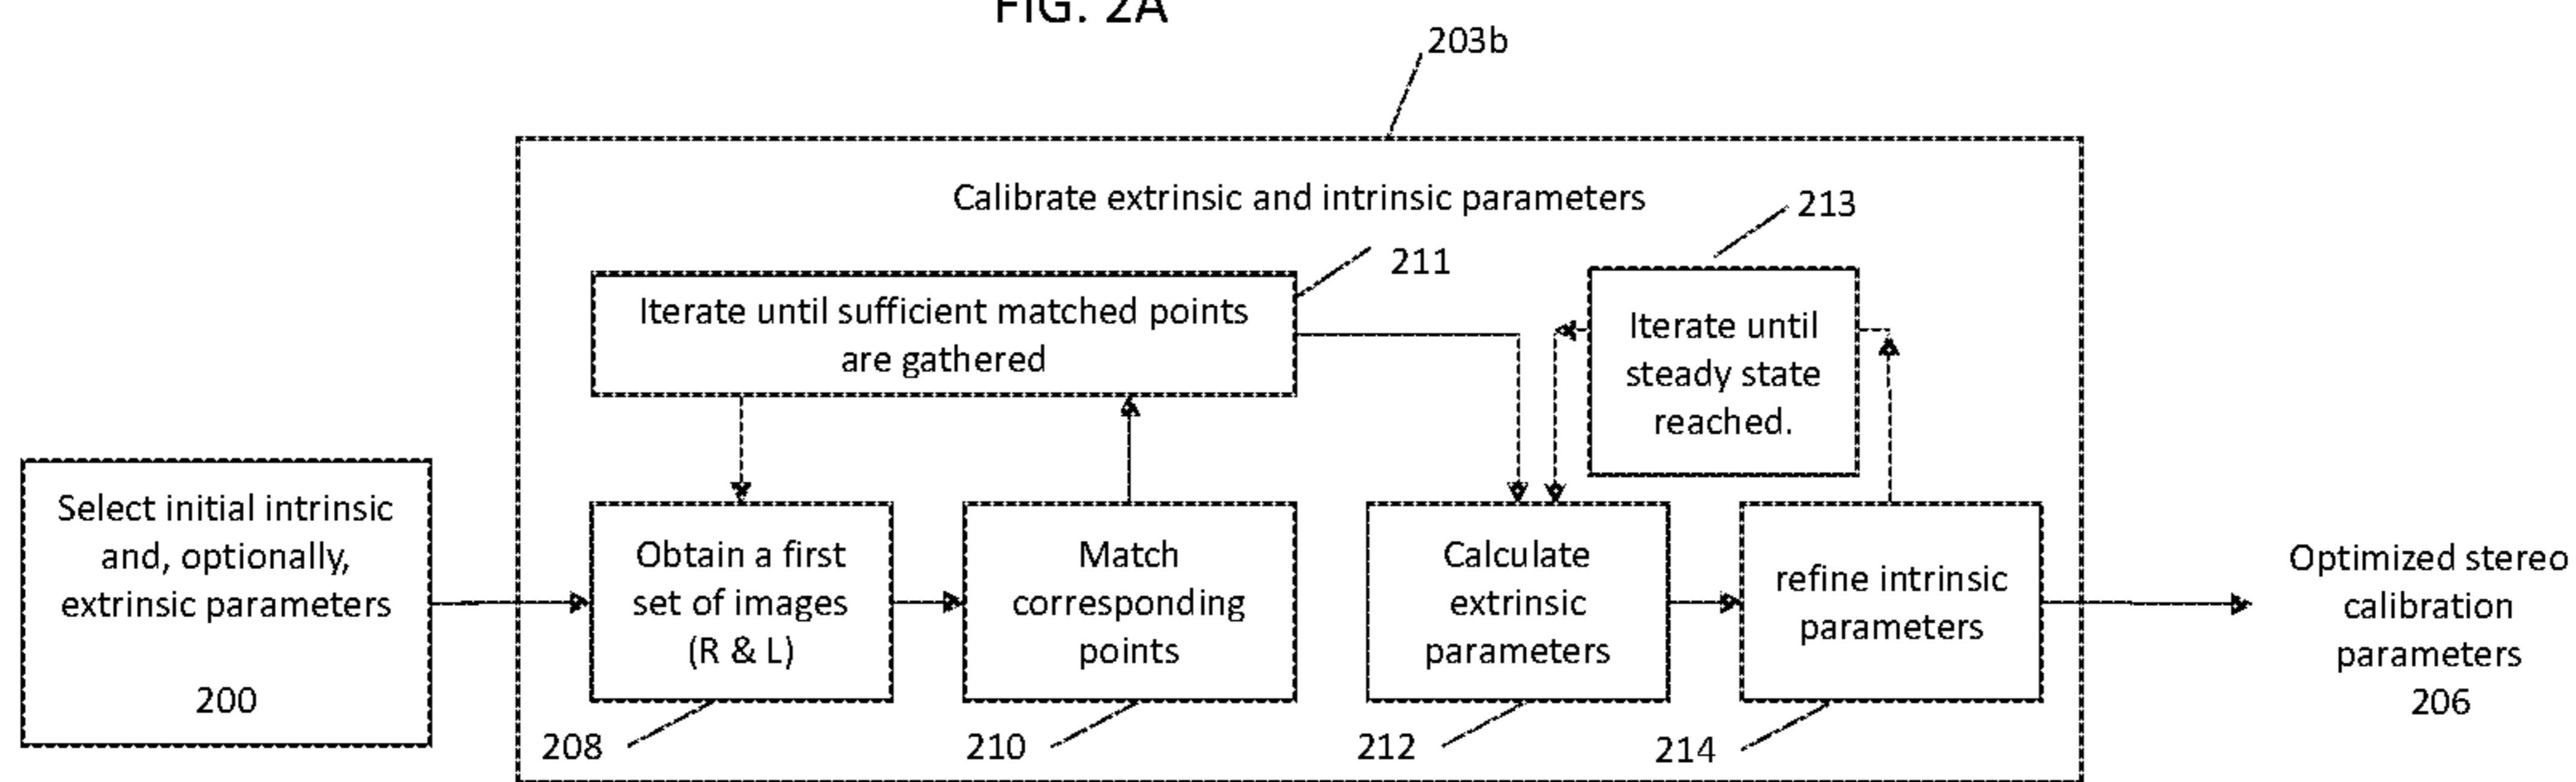 FIG. 2A
203b
Calibrate extrinsic and intrinsic parameters
213
211
Iterate until sufficient matched points
are gathered
Iterate until
steady state
reached.
Select initial intrinsic
and, optionally,
extrinsic parameters
200
Obtain a first
set of images
(R & L)
208
Match
corresponding
points
210
Calculate
extrinsic
parameters
212
refine intrinsic
parameters
214
Optimized stereo
calibration
parameters
206